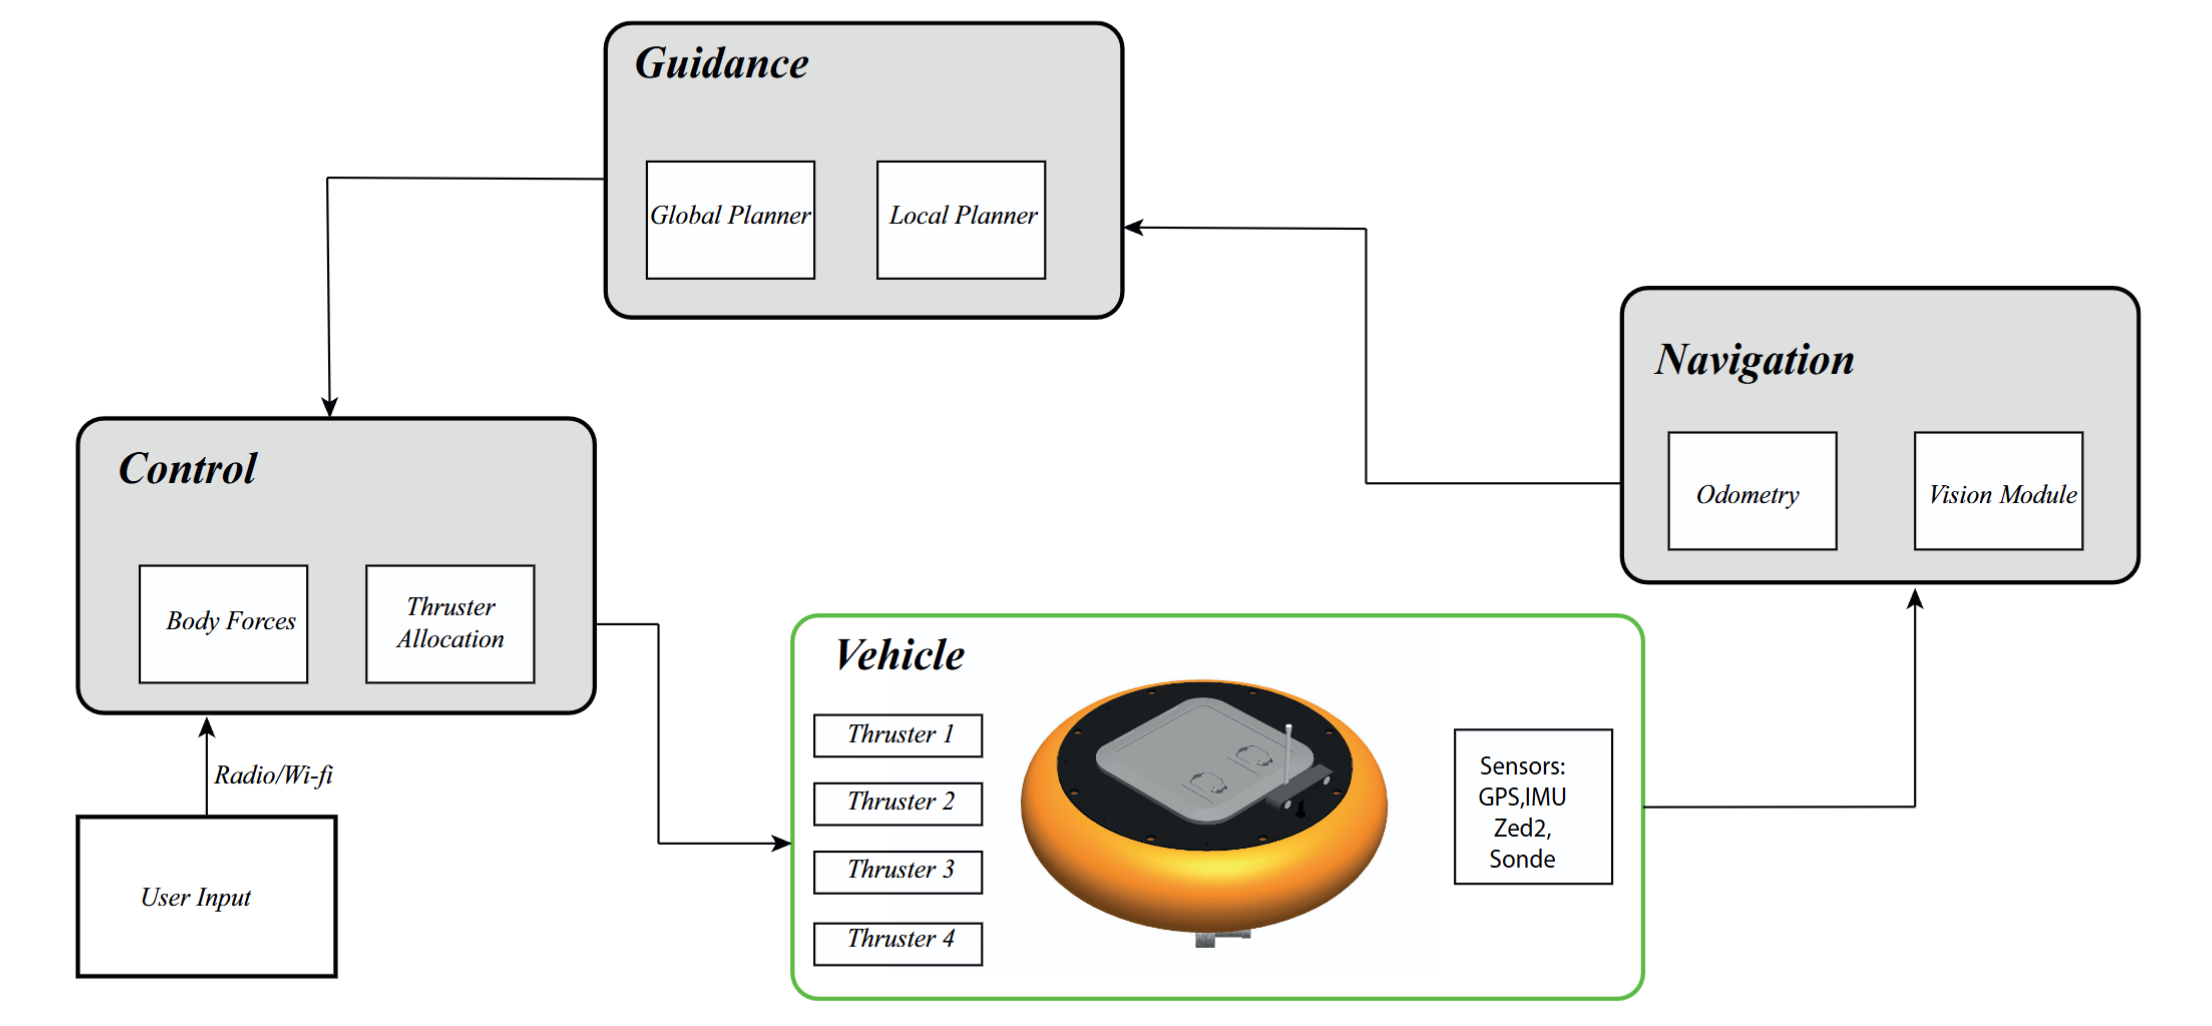 Guidance
Global Planner
Local Planner
Navigation
Odometry
Vision Module
Control
Body Forces
Thruster
Allocation
Radio/Wi-fi
User Input
Vehicle
Thruster 1
Thruster 2
Thruster 3
Thruster 4
Sensors:
GPS,IMU
Zed2,
Sonde